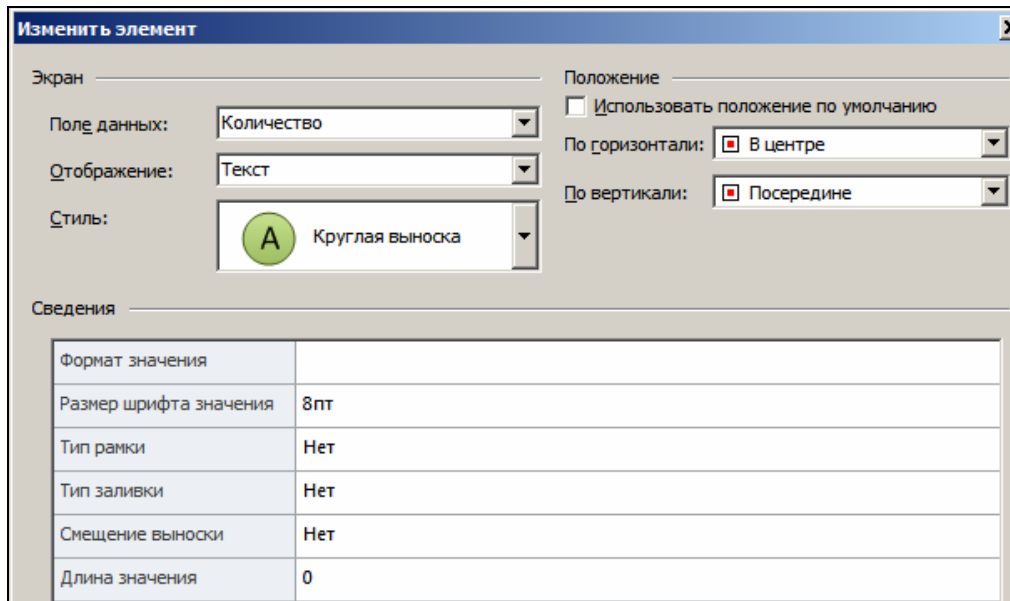 Изменить элемент
Экран
Поле данных: Количество
Отображение: Текст
Стиль: A Круглая выноска
Положение
Использовать положение по умолчанию
По горизонтали: В центре
По вертикали: Посередине
Сведения
Формат значения
Размер шрифта значения 8пт
Тип рамки Нет
Тип заливки Нет
Смещение выноски Нет
Длина значения 0